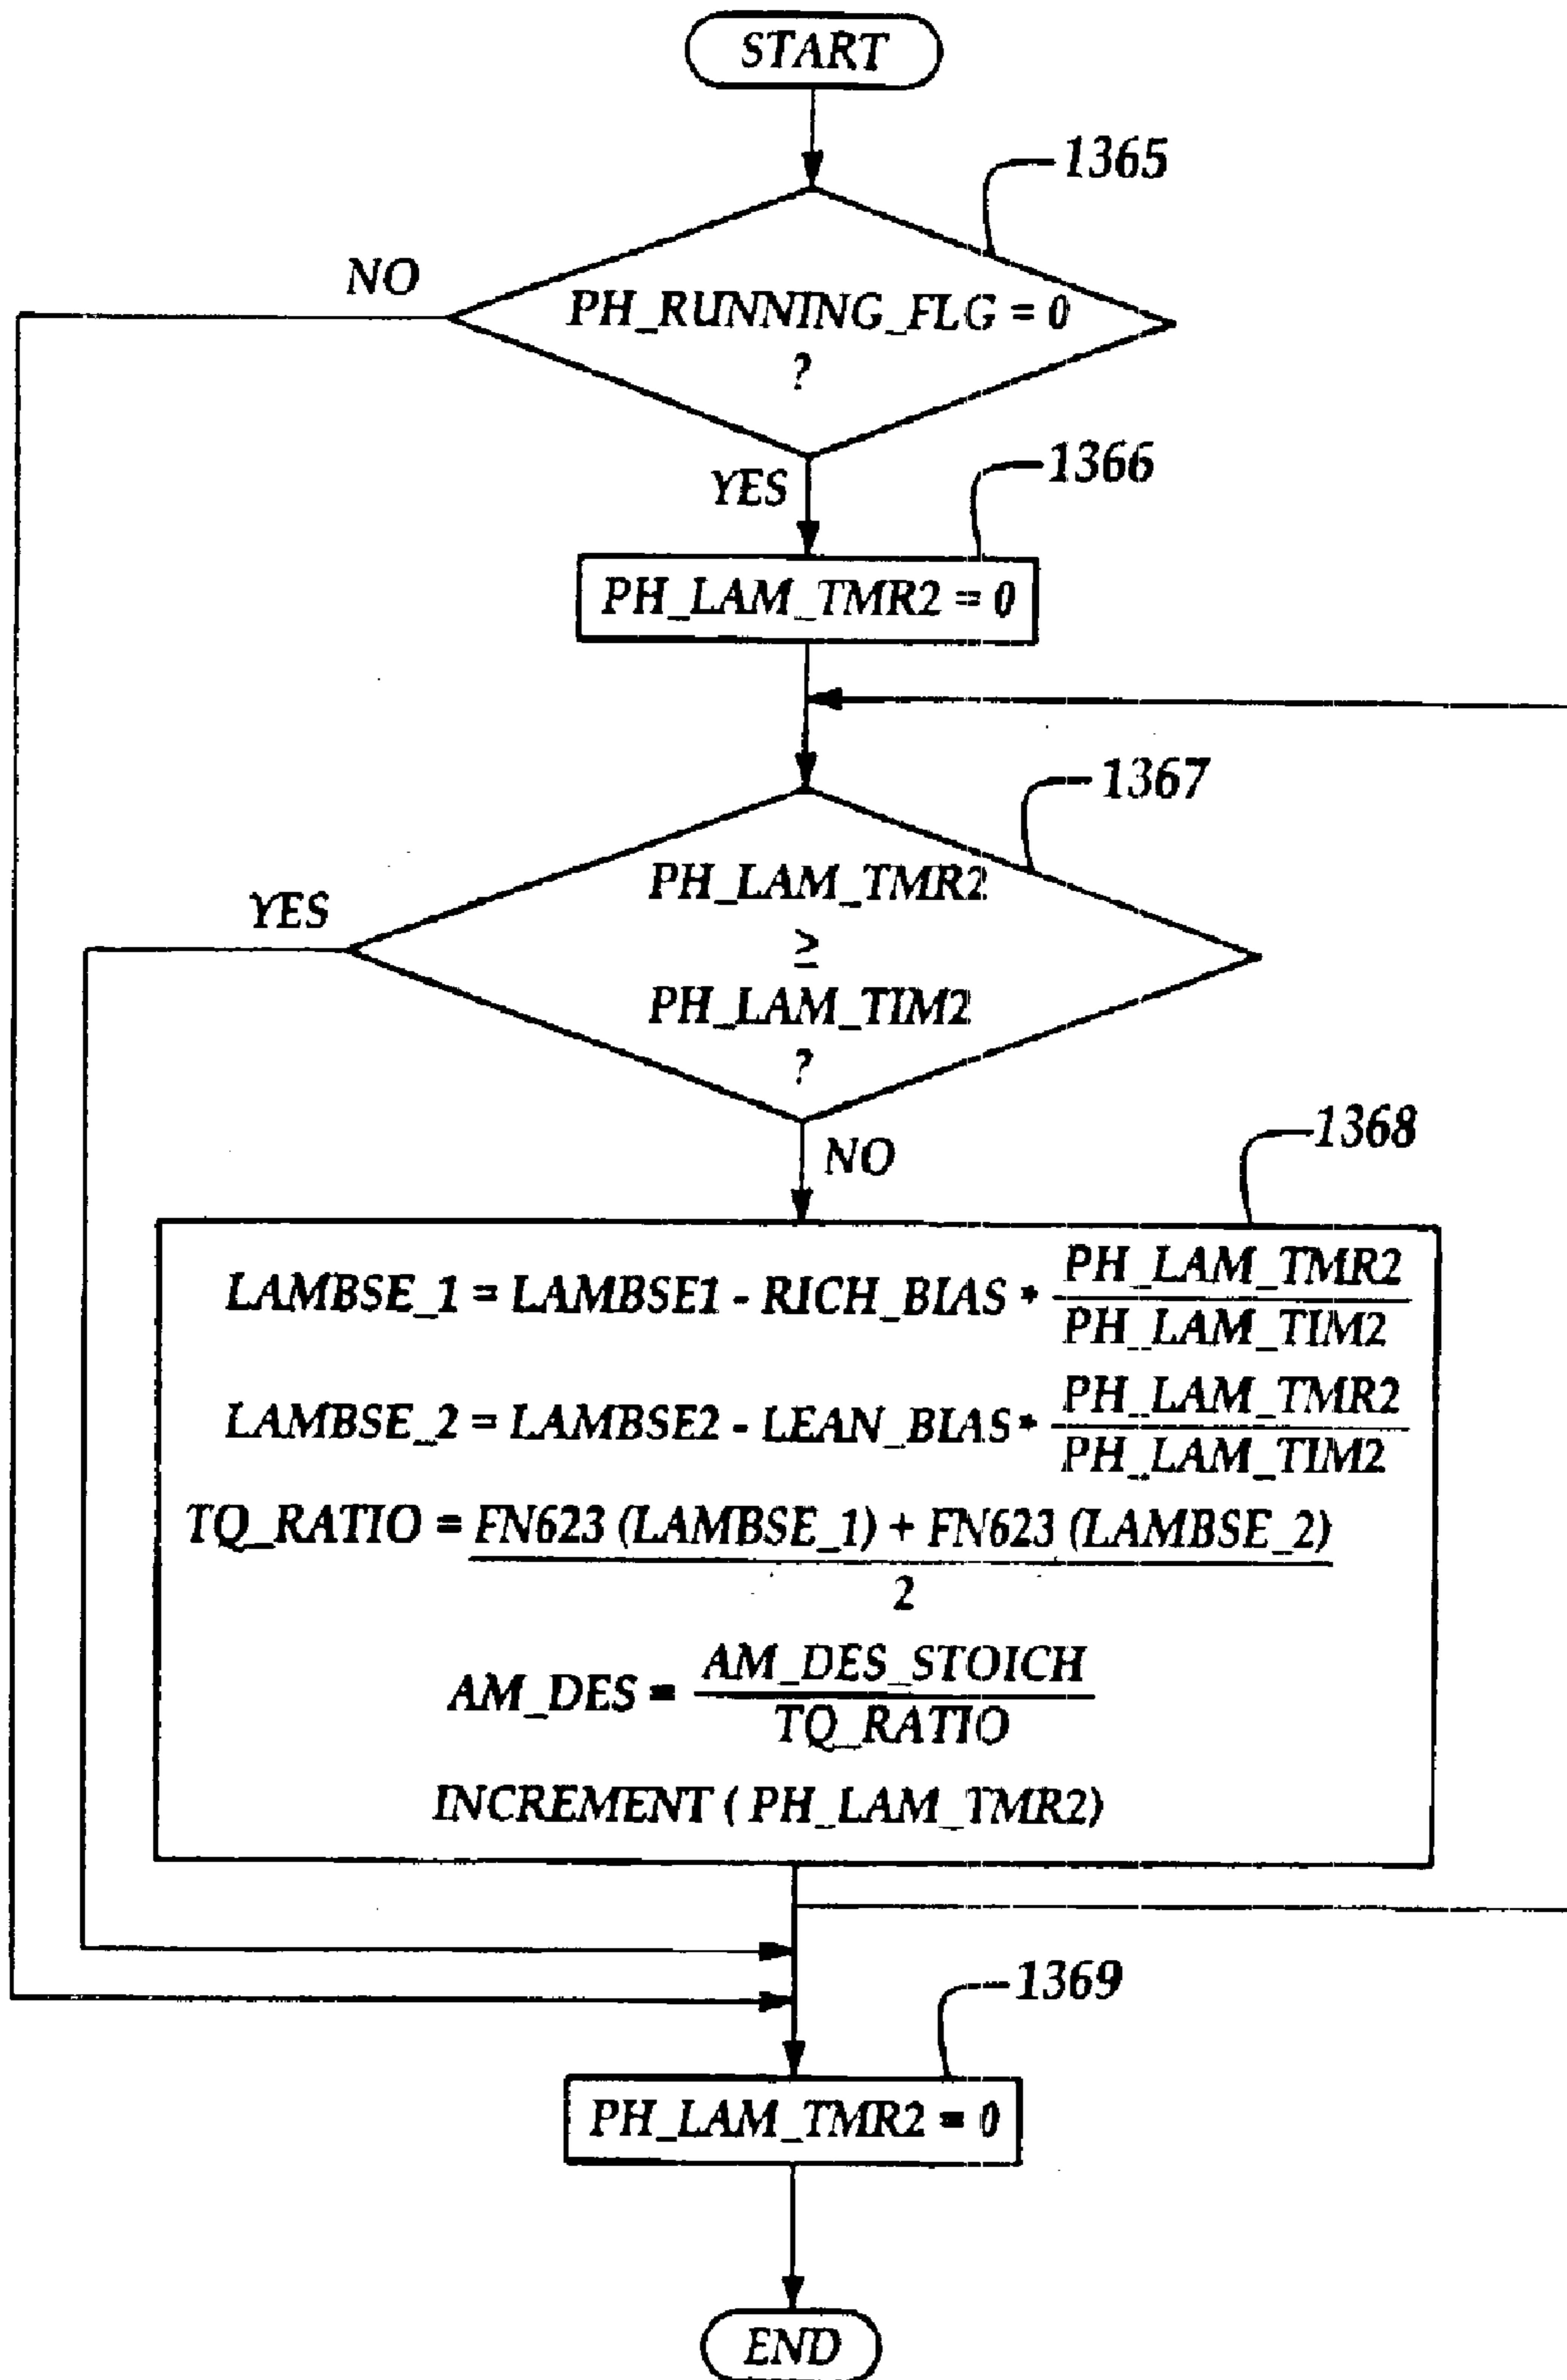 START
1365
NO
PH_RUNNING_FLG = 0
?
YES
1366
PH_LAM_TMR2 = 0
1367
YES
PH_LAM_TMR2
≥
PH_LAM_TIM2
?
NO
1368
LAMBSE_1 = LAMBSE1 - RICH_BIAS * PH_LAM_TMR2
PH_LAM_TIM2
LAMBSE_2 = LAMBSE2 - LEAN_BIAS * PH_LAM_TMR2
PH_LAM_TIM2
TQ_RATIO = FN623 (LAMBSE_1) + FN623 (LAMBSE_2)
2
AM_DES = AM_DES_STOICH
TQ_RATIO
INCREMENT ( PH_LAM_TMR2)
1369
PH_LAM_TMR2 = 0
END